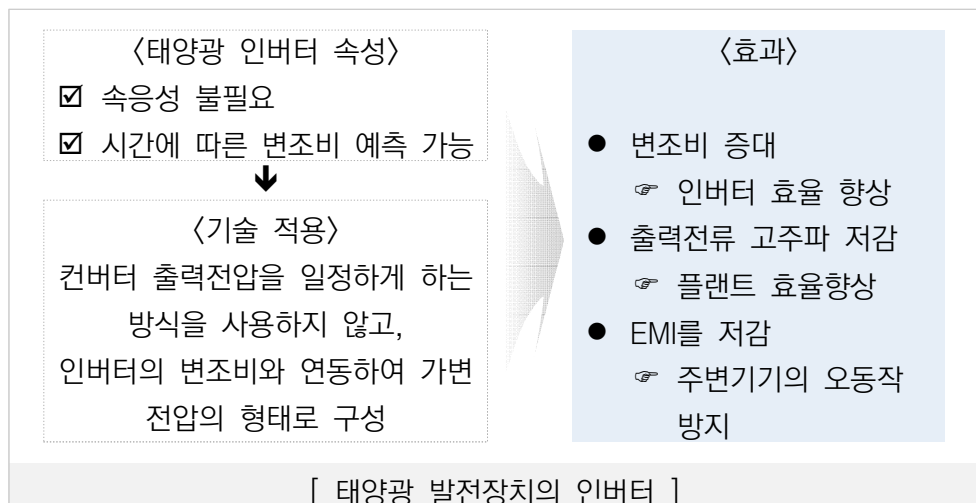 〈태양광 인버터 속성〉
☑ 속응성 불필요
☑ 시간에 따른 변조비 예측 가능
〈기술 적용〉
컨버터 출력전압을 일정하게 하는
방식을 사용하지 않고,
인버터의 변조비와 연동하여 가변
전압의 형태로 구성
〈효과〉
● 변조비 증대
☞ 인버터 효율 향상
● 출력전류 고주파 저감
☞ 플랜트 효율향상
● EMI를 저감
☞ 주변기기의 오동작
방지
[ 태양광 발전장치의 인버터 ]